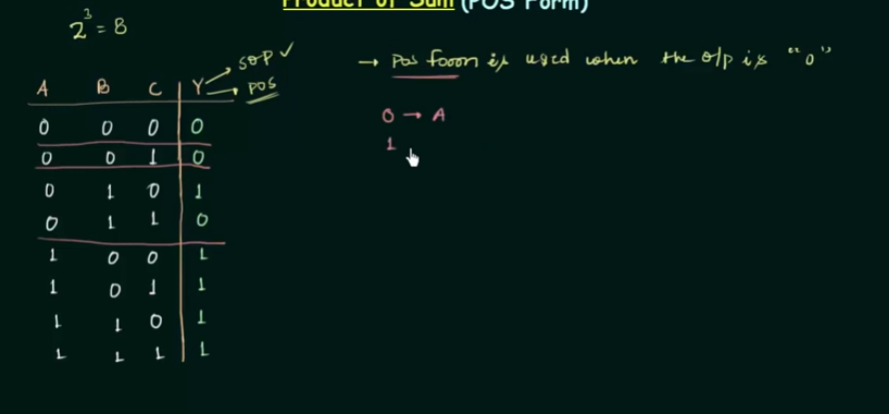 Product of Sum (POS Form)
2³ = 8
→ POS form is used when the o/p is "0"
SOP ✓
A B C Y → POS
0 0 0 0
0 → A
0 0 1 0
1
0 1 0 1
0 1 1 0
1 0 0 1
1 0 1 1
1 1 0 1
1 1 1 1